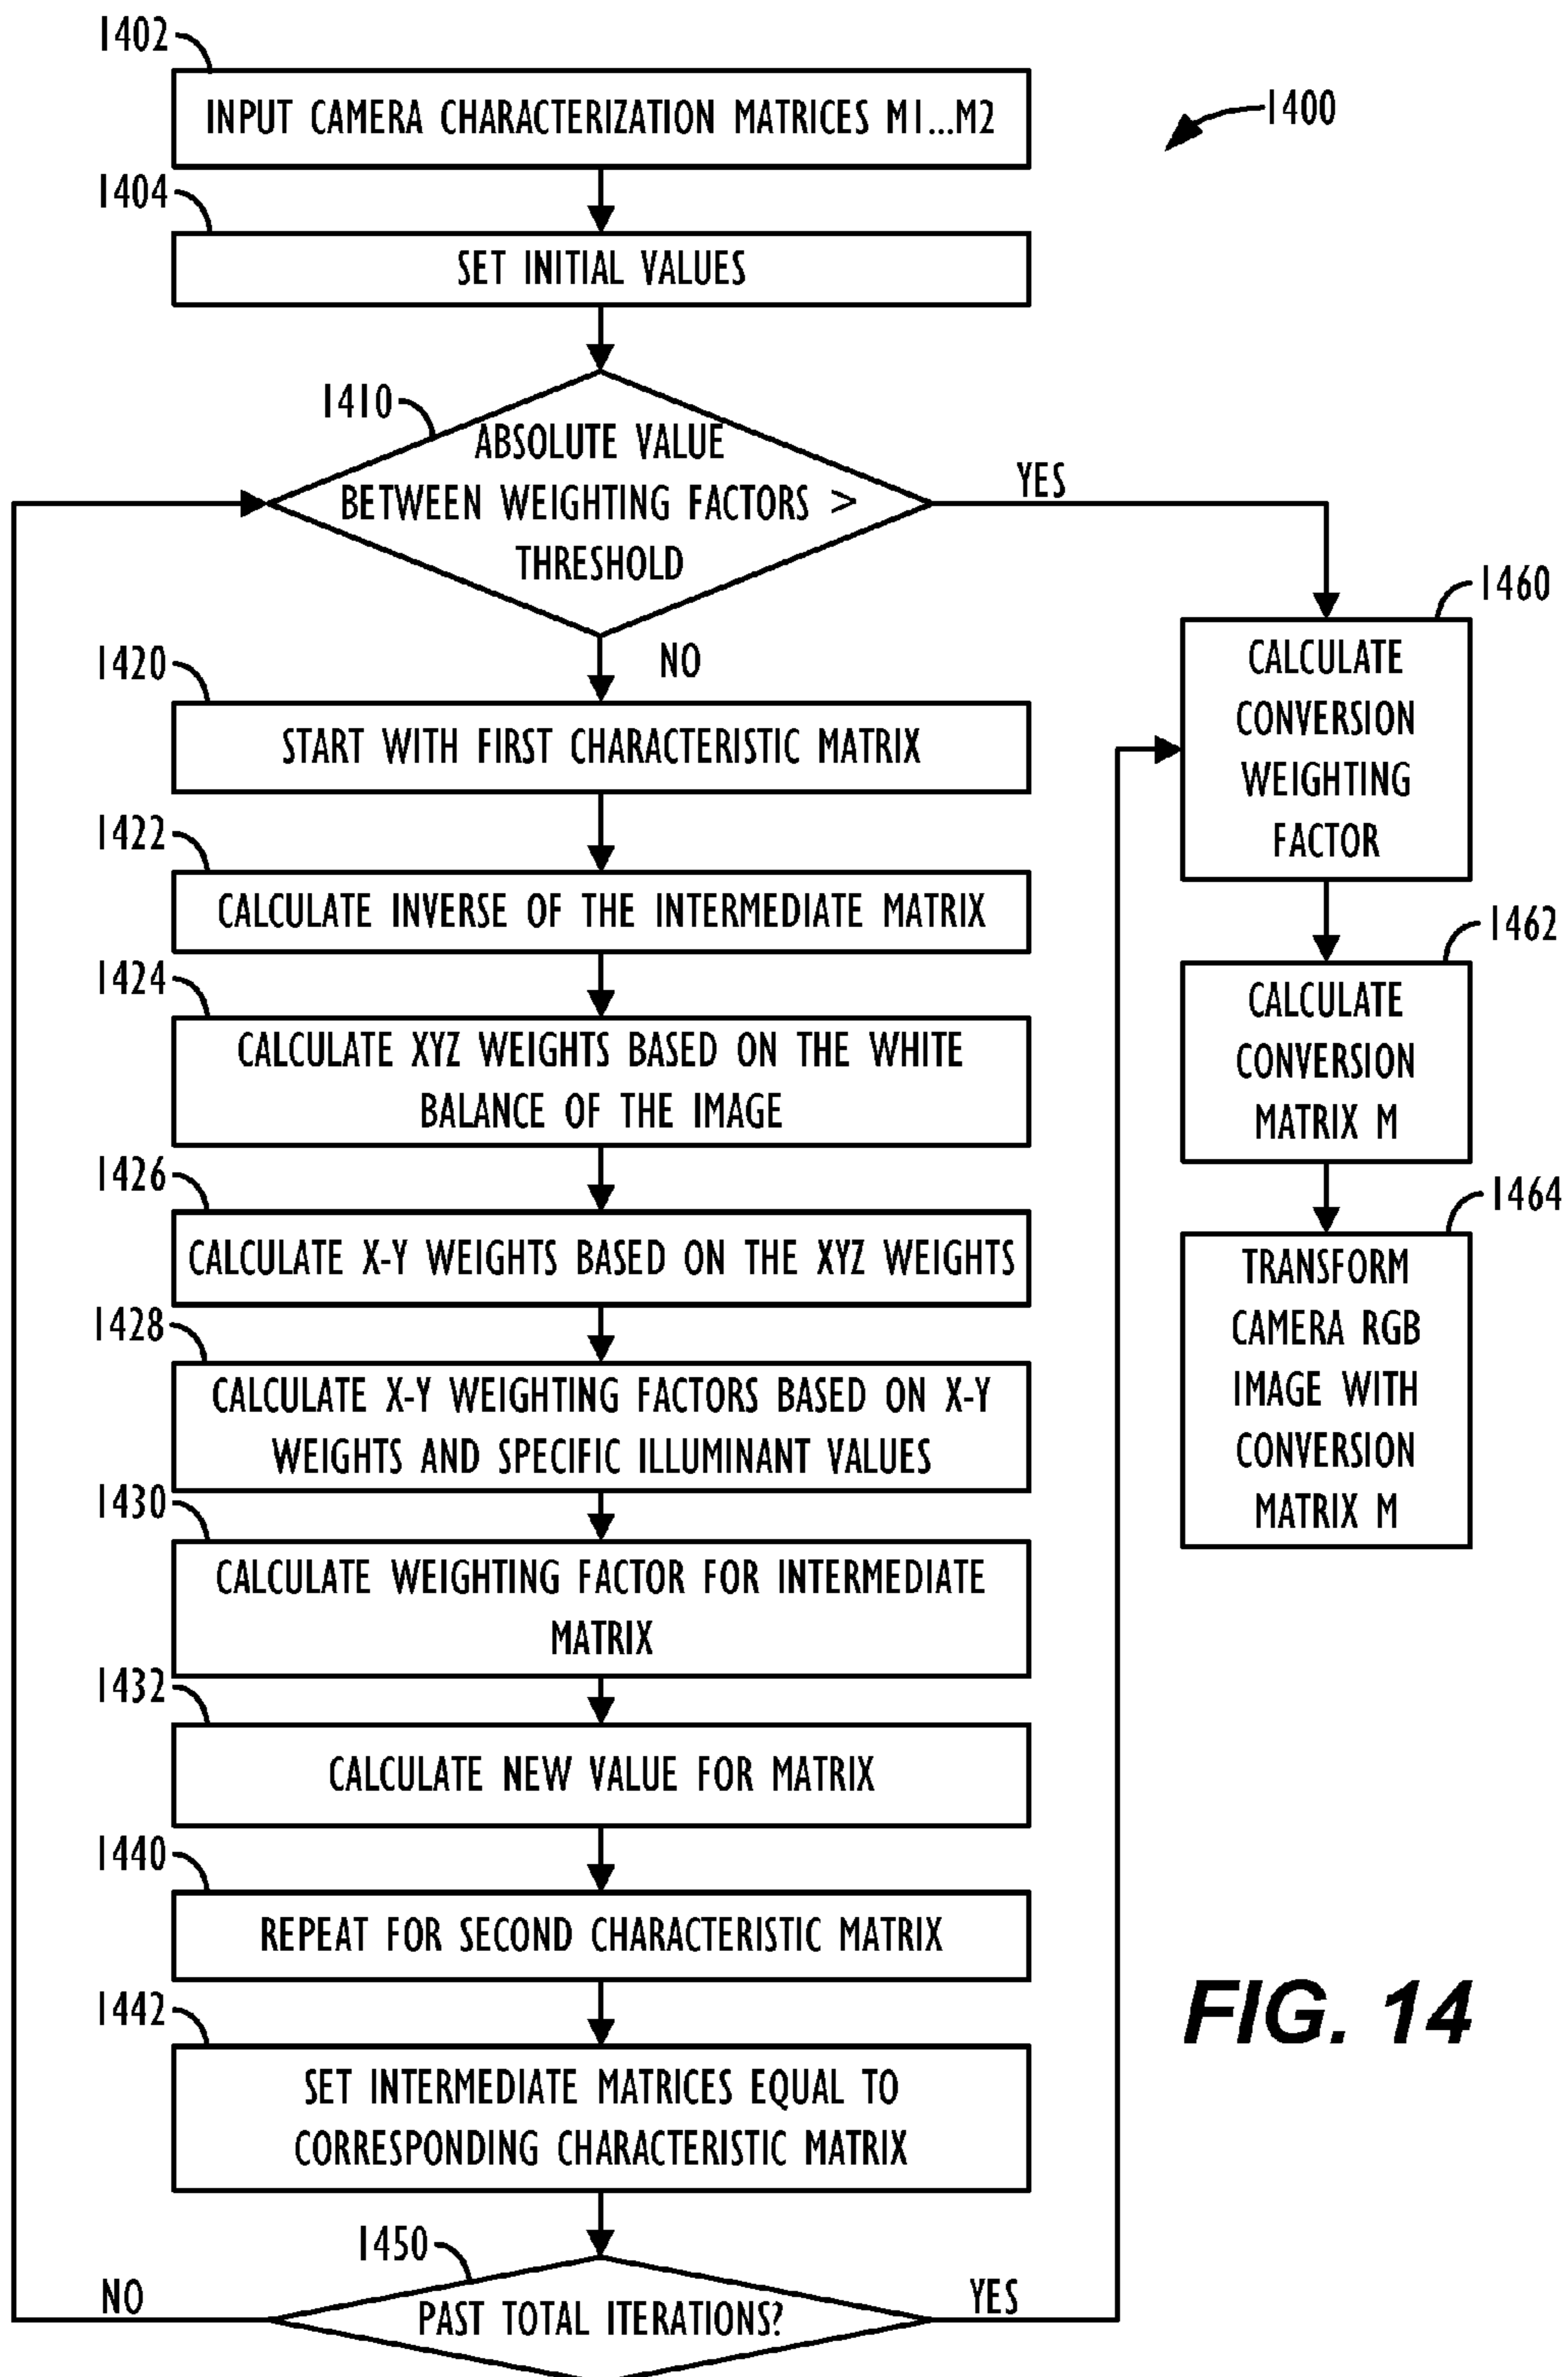 1402
INPUT CAMERA CHARACTERIZATION MATRICES M1...M2
1400
1404
SET INITIAL VALUES
1410
ABSOLUTE VALUE
BETWEEN WEIGHTING FACTORS >
THRESHOLD
YES
NO
1420
START WITH FIRST CHARACTERISTIC MATRIX
1422
CALCULATE INVERSE OF THE INTERMEDIATE MATRIX
1424
CALCULATE XYZ WEIGHTS BASED ON THE WHITE
BALANCE OF THE IMAGE
1426
CALCULATE X-Y WEIGHTS BASED ON THE XYZ WEIGHTS
1428
CALCULATE X-Y WEIGHTING FACTORS BASED ON X-Y
WEIGHTS AND SPECIFIC ILLUMINANT VALUES
1430
CALCULATE WEIGHTING FACTOR FOR INTERMEDIATE
MATRIX
1432
CALCULATE NEW VALUE FOR MATRIX
1440
REPEAT FOR SECOND CHARACTERISTIC MATRIX
1442
SET INTERMEDIATE MATRICES EQUAL TO
CORRESPONDING CHARACTERISTIC MATRIX
1450
NO
PAST TOTAL ITERATIONS?
YES
1460
CALCULATE
CONVERSION
WEIGHTING
FACTOR
1462
CALCULATE
CONVERSION
MATRIX M
1464
TRANSFORM
CAMERA RGB
IMAGE WITH
CONVERSION
MATRIX M
FIG. 14